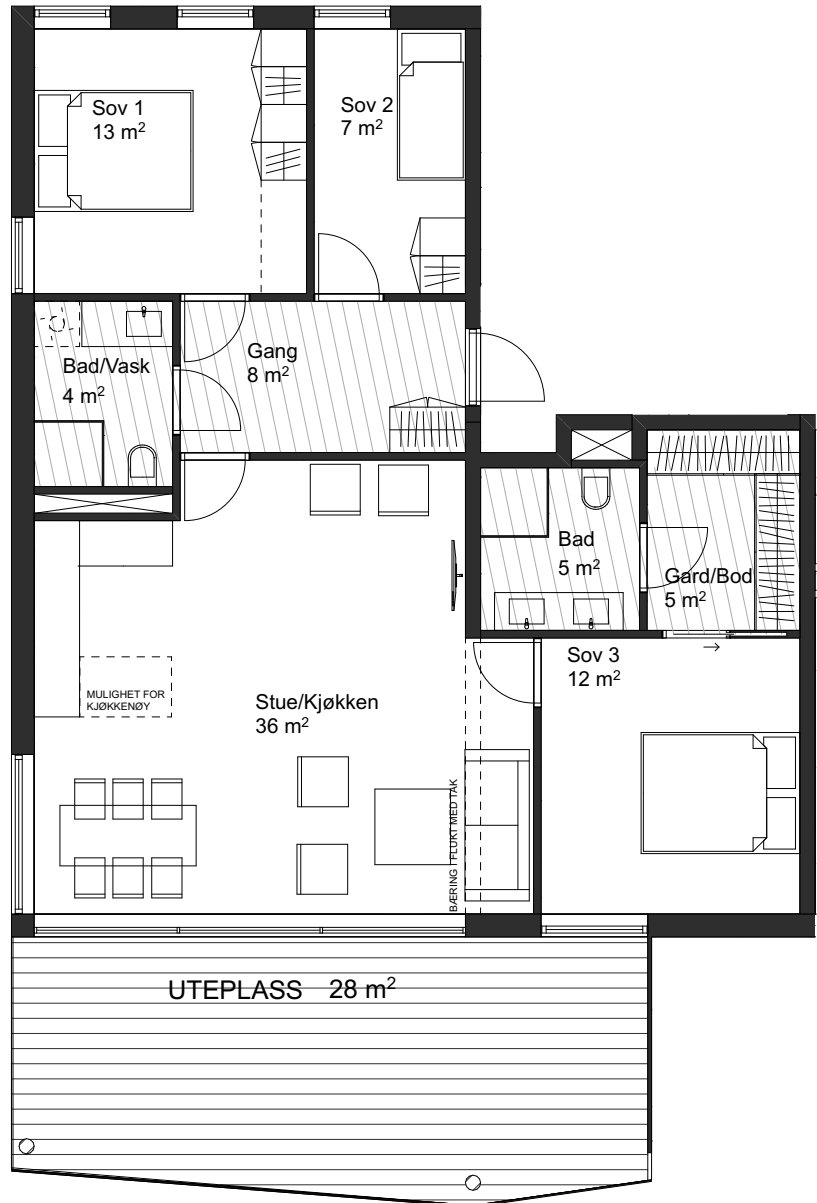 Sov 1
13 m²
Sov 2
7 m²
Bad/Vask
4 m²
Gang
8 m²
Bad
5 m²
Gard/Bod
5 m²
Sov 3
12 m²
MULIGHET FOR
KJØKKENØY
Stue/Kjøkken
36 m²
BÆRING I FLUKT MED TAK
UTEPLASS 28 m²